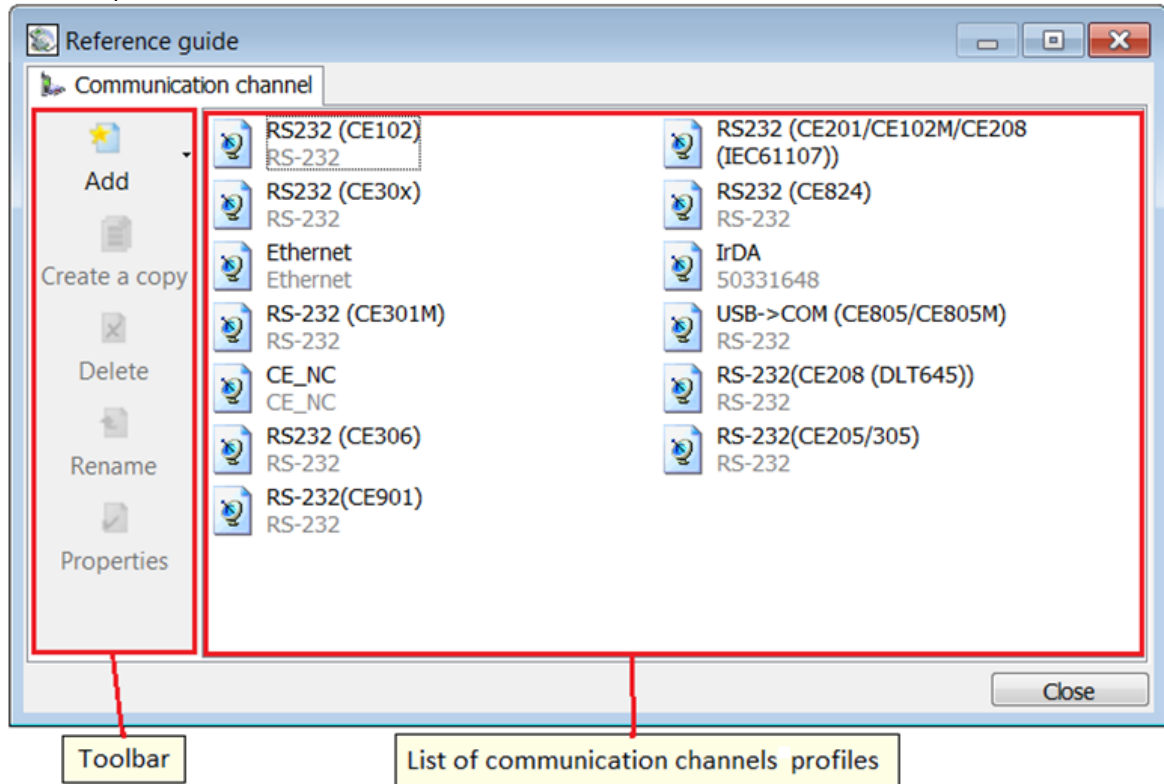 Reference guide
Communication channel
Add
Create a copy
Delete
Rename
Properties
RS232 (CE102)
RS-232
RS232 (CE30x)
RS-232
Ethernet
Ethernet
RS-232 (CE301M)
RS-232
CE_NC
CE_NC
RS232 (CE306)
RS-232
RS-232(CE901)
RS-232
RS232 (CE201/CE102M/CE208
(IEC61107))
RS232 (CE824)
RS-232
IrDA
50331648
USB->COM (CE805/CE805M)
RS-232
RS-232(CE208 (DLT645))
RS-232
RS-232(CE205/305)
RS-232
Close
Toolbar
List of communication channels profiles